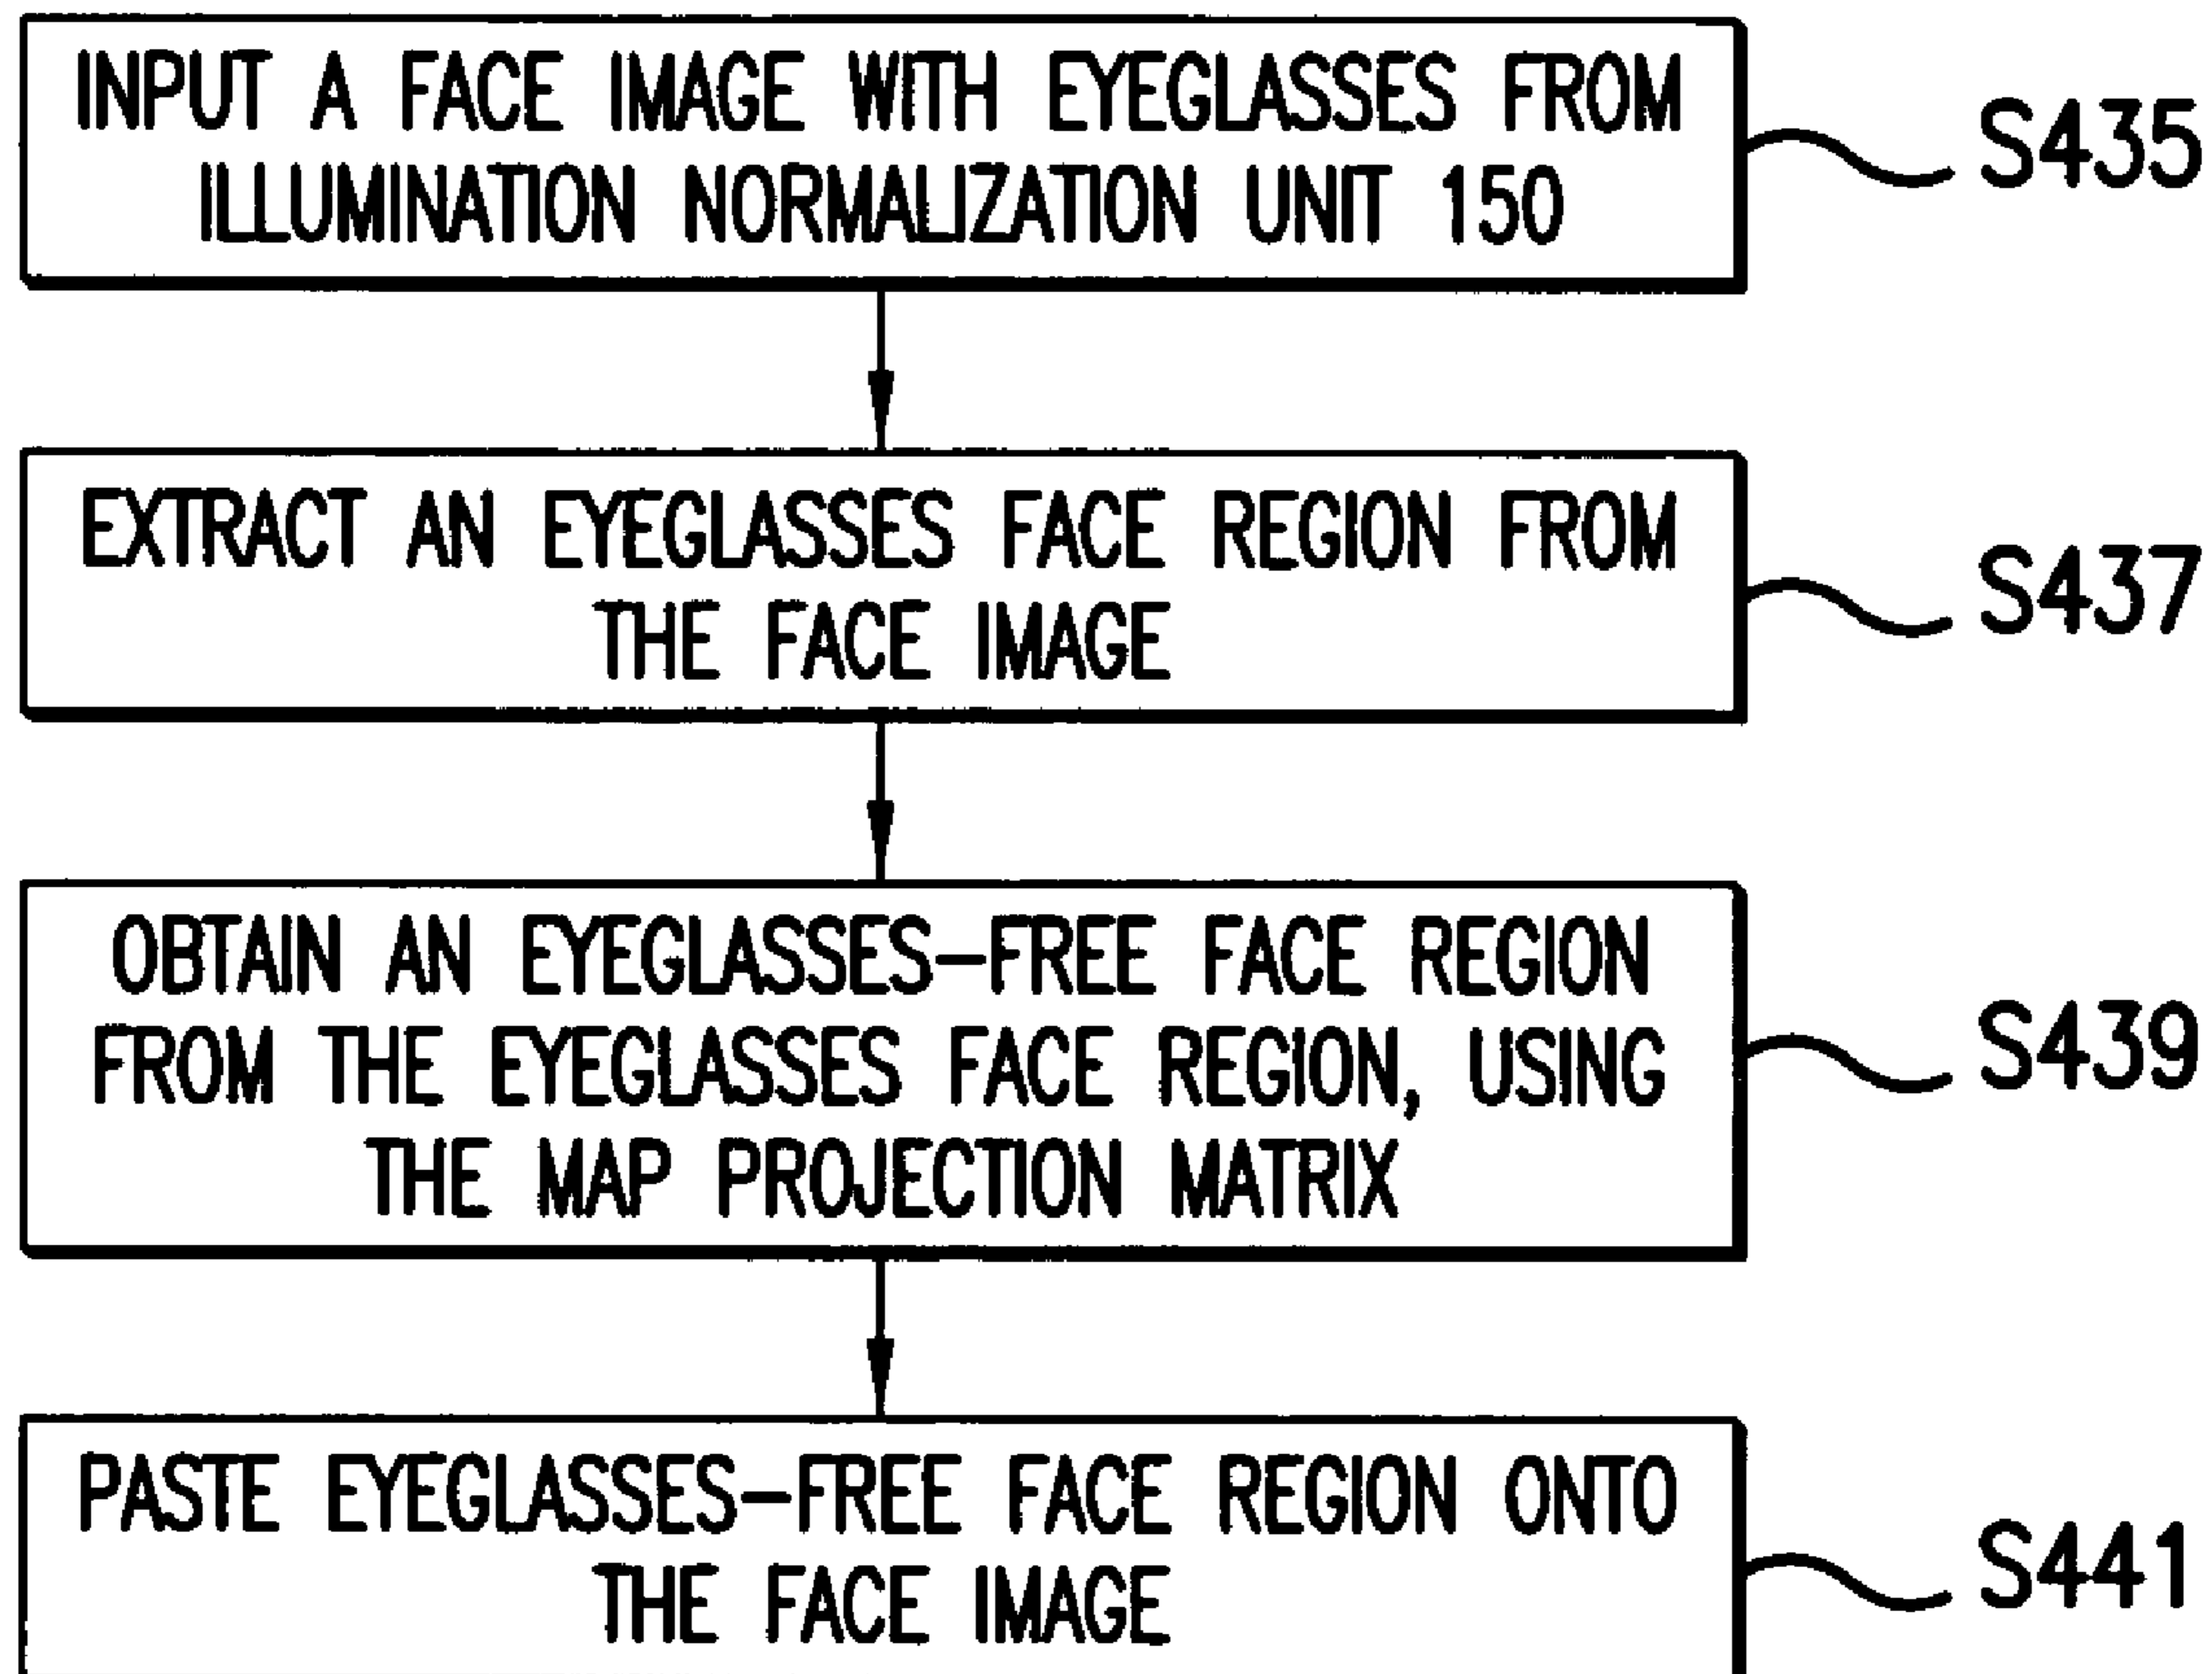 INPUT A FACE IMAGE WITH EYEGLASSES FROM
ILLUMINATION NORMALIZATION UNIT 150
S435
EXTRACT AN EYEGLASSES FACE REGION FROM
THE FACE IMAGE
S437
OBTAIN AN EYEGLASSES-FREE FACE REGION
FROM THE EYEGLASSES FACE REGION, USING
THE MAP PROJECTION MATRIX
S439
PASTE EYEGLASSES-FREE FACE REGION ONTO
THE FACE IMAGE
S441